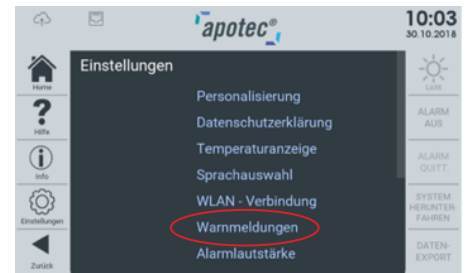 apotec®
10:03
30.10.2018
Home
Hilfe
Info
Einstellungen
Zurück
Einstellungen
Personalisierung
Datenschutzerklärung
Temperaturanzeige
Sprachauswahl
WLAN - Verbindung
Warnmeldungen
Alarmlautstärke
Licht
ALARM
AUS
ALARM
QUITT.
SYSTEM
HERUNTER-
FAHREN
DATEN-
EXPORT